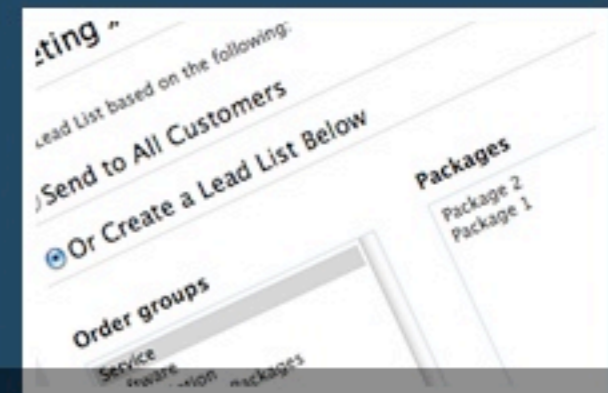 eting „
Lead List based on the following:
Send to All Customers
Or Create a Lead List Below
Order groups
Service
Packages
Package 2
Package 1